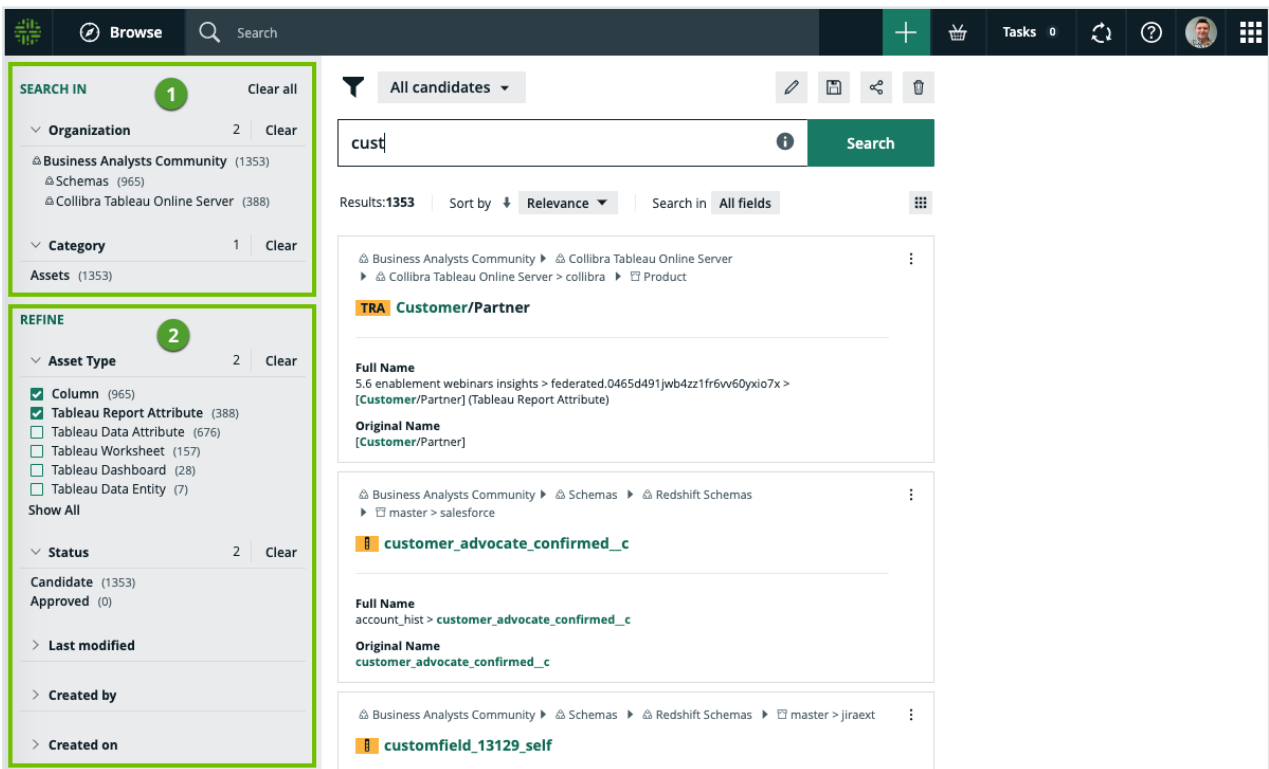 Browse
Search
Tasks 0
SEARCH IN
1
Clear all
Organization 2 Clear
Business Analysts Community (1353)
Schemas (965)
Collibra Tableau Online Server (388)
Category 1 Clear
Assets (1353)
REFINE
2
Asset Type 2 Clear
Column (965)
Tableau Report Attribute (388)
Tableau Data Attribute (676)
Tableau Worksheet (157)
Tableau Dashboard (28)
Tableau Data Entity (7)
Show All
Status 2 Clear
Candidate (1353)
Approved (0)
Last modified
Created by
Created on
All candidates
cust
Search
Results:1353 Sort by Relevance Search in All fields
Business Analysts Community Collibra Tableau Online Server
Collibra Tableau Online Server > collibra Product
TRA Customer/Partner
Full Name
5.6 enablement webinars insights > federated.0465d491jwb4zz1fr6vv60yxio7x >
[Customer/Partner] (Tableau Report Attribute)
Original Name
[Customer/Partner]
Business Analysts Community Schemas Redshift Schemas
master > salesforce
customer_advocate_confirmed__c
Full Name
account_hist > customer_advocate_confirmed__c
Original Name
customer_advocate_confirmed__c
Business Analysts Community Schemas Redshift Schemas master > jiraext
customfield_13129_self